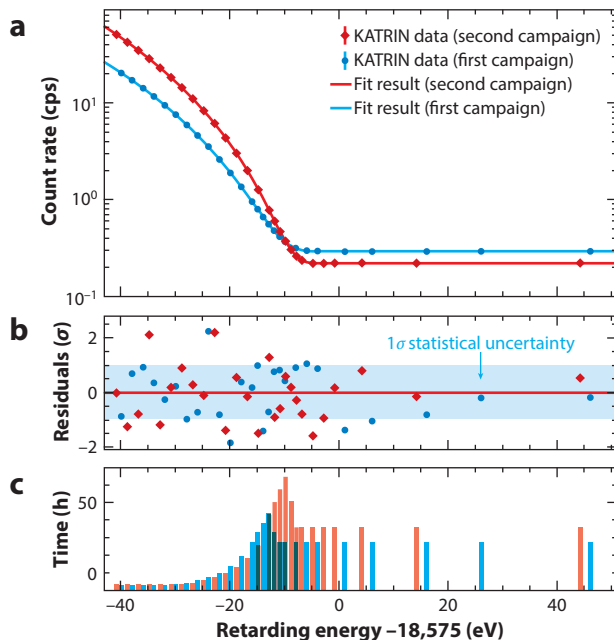 a
KATRIN data (second campaign)
KATRIN data (first campaign)
Fit result (second campaign)
Fit result (first campaign)
Count rate (cps)
10¹
10⁰
10⁻¹
b
1σ statistical uncertainty
Residuals (σ)
2
0
−2
c
Time (h)
50
0
−40
−20
0
20
40
Retarding energy −18,575 (eV)